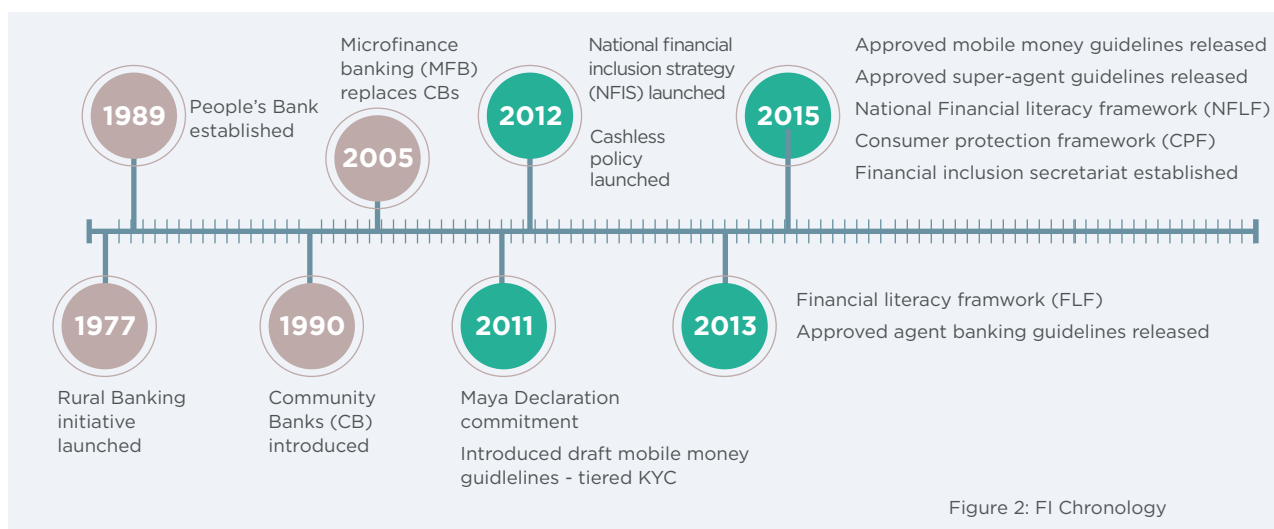 1989
People's Bank
established
Microfinance
banking (MFB)
replaces CBs
2005
2012
National financial
inclusion strategy
(NFIS) launched
Cashless
policy
launched
2015
Approved mobile money guidelines released
Approved super-agent guidelines released
National Financial literacy framework (NFLF)
Consumer protection framework (CPF)
Financial inclusion secretariat established
1977
Rural Banking
initiative
launched
1990
Community
Banks (CB)
introduced
2011
Maya Declaration
commitment
Introduced draft mobile money
guidlelines - tiered KYC
2013
Financial literacy framwork (FLF)
Approved agent banking guidelines released
Figure 2: FI Chronology